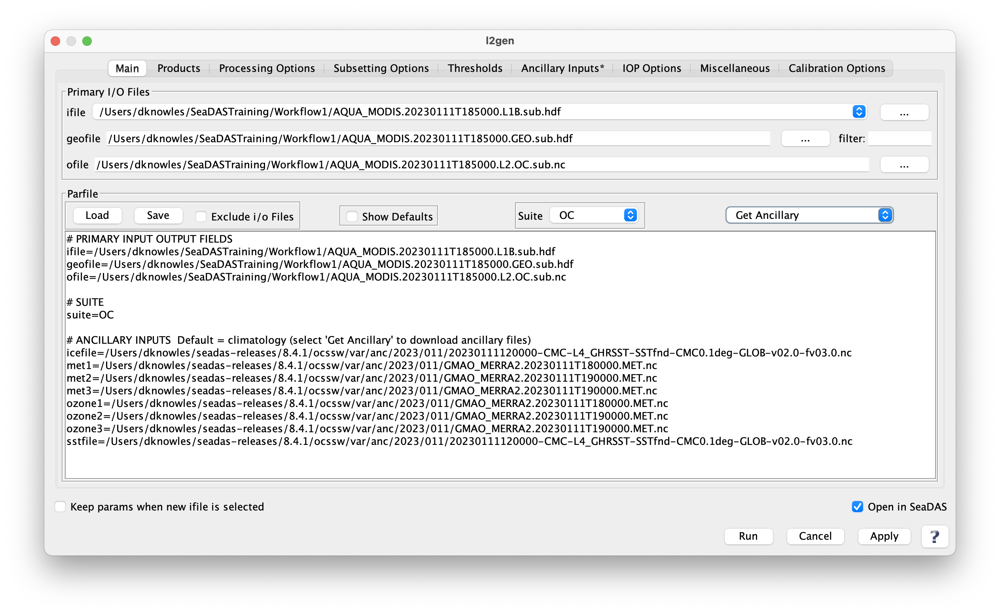 l2gen
Main Products Processing Options Subsetting Options Thresholds Ancillary Inputs* IOP Options Miscellaneous Calibration Options
Primary I/O Files
ifile /Users/dknowles/SeaDASTraining/Workflow1/AQUA_MODIS.20230111T185000.L1B.sub.hdf ...
geofile /Users/dknowles/SeaDASTraining/Workflow1/AQUA_MODIS.20230111T185000.GEO.sub.hdf ... filter:
ofile /Users/dknowles/SeaDASTraining/Workflow1/AQUA_MODIS.20230111T185000.L2.OC.sub.nc ...
Parfile
Load Save Exclude i/o Files Show Defaults Suite OC Get Ancillary
# PRIMARY INPUT OUTPUT FIELDS
ifile=/Users/dknowles/SeaDASTraining/Workflow1/AQUA_MODIS.20230111T185000.L1B.sub.hdf
geofile=/Users/dknowles/SeaDASTraining/Workflow1/AQUA_MODIS.20230111T185000.GEO.sub.hdf
ofile=/Users/dknowles/SeaDASTraining/Workflow1/AQUA_MODIS.20230111T185000.L2.OC.sub.nc
# SUITE
suite=OC
# ANCILLARY INPUTS  Default = climatology (select 'Get Ancillary' to download ancillary files)
icefile=/Users/dknowles/seadas-releases/8.4.1/ocssw/var/anc/2023/011/20230111120000-CMC-L4_GHRSST-SSTfnd-CMC0.1deg-GLOB-v02.0-fv03.0.nc
met1=/Users/dknowles/seadas-releases/8.4.1/ocssw/var/anc/2023/011/GMAO_MERRA2.20230111T180000.MET.nc
met2=/Users/dknowles/seadas-releases/8.4.1/ocssw/var/anc/2023/011/GMAO_MERRA2.20230111T190000.MET.nc
met3=/Users/dknowles/seadas-releases/8.4.1/ocssw/var/anc/2023/011/GMAO_MERRA2.20230111T190000.MET.nc
ozone1=/Users/dknowles/seadas-releases/8.4.1/ocssw/var/anc/2023/011/GMAO_MERRA2.20230111T180000.MET.nc
ozone2=/Users/dknowles/seadas-releases/8.4.1/ocssw/var/anc/2023/011/GMAO_MERRA2.20230111T190000.MET.nc
ozone3=/Users/dknowles/seadas-releases/8.4.1/ocssw/var/anc/2023/011/GMAO_MERRA2.20230111T190000.MET.nc
sstfile=/Users/dknowles/seadas-releases/8.4.1/ocssw/var/anc/2023/011/20230111120000-CMC-L4_GHRSST-SSTfnd-CMC0.1deg-GLOB-v02.0-fv03.0.nc
Keep params when new ifile is selected Open in SeaDAS
Run Cancel Apply ?